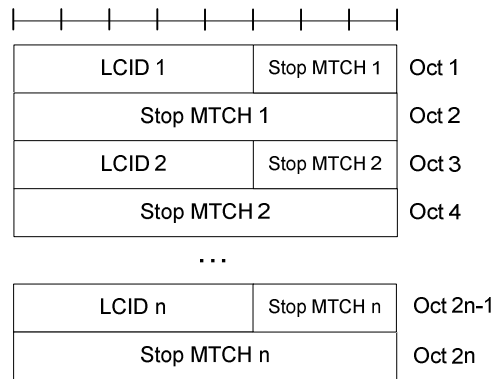 LCID 1 Stop MTCH 1 Oct 1
Stop MTCH 1 Oct 2
LCID 2 Stop MTCH 2 Oct 3
Stop MTCH 2 Oct 4
...
LCID n Stop MTCH n Oct 2n-1
Stop MTCH n Oct 2n